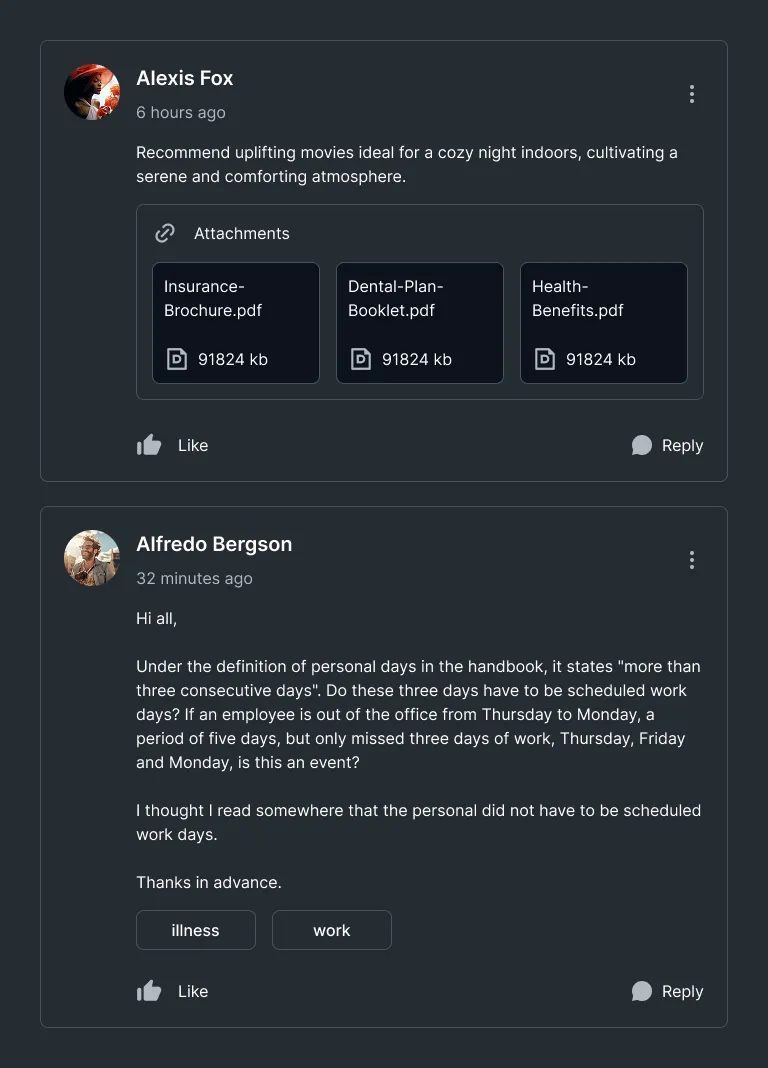 Alexis Fox
6 hours ago
Recommend uplifting movies ideal for a cozy night indoors, cultivating a
serene and comforting atmosphere.
Attachments
Insurance-
Brochure.pdf
91824 kb
Dental-Plan-
Booklet.pdf
91824 kb
Health-
Benefits.pdf
91824 kb
Like
Reply
Alfredo Bergson
32 minutes ago
Hi all,
Under the definition of personal days in the handbook, it states "more than
three consecutive days". Do these three days have to be scheduled work
days? If an employee is out of the office from Thursday to Monday, a
period of five days, but only missed three days of work, Thursday, Friday
and Monday, is this an event?
I thought I read somewhere that the personal did not have to be scheduled
work days.
Thanks in advance.
illness
work
Like
Reply